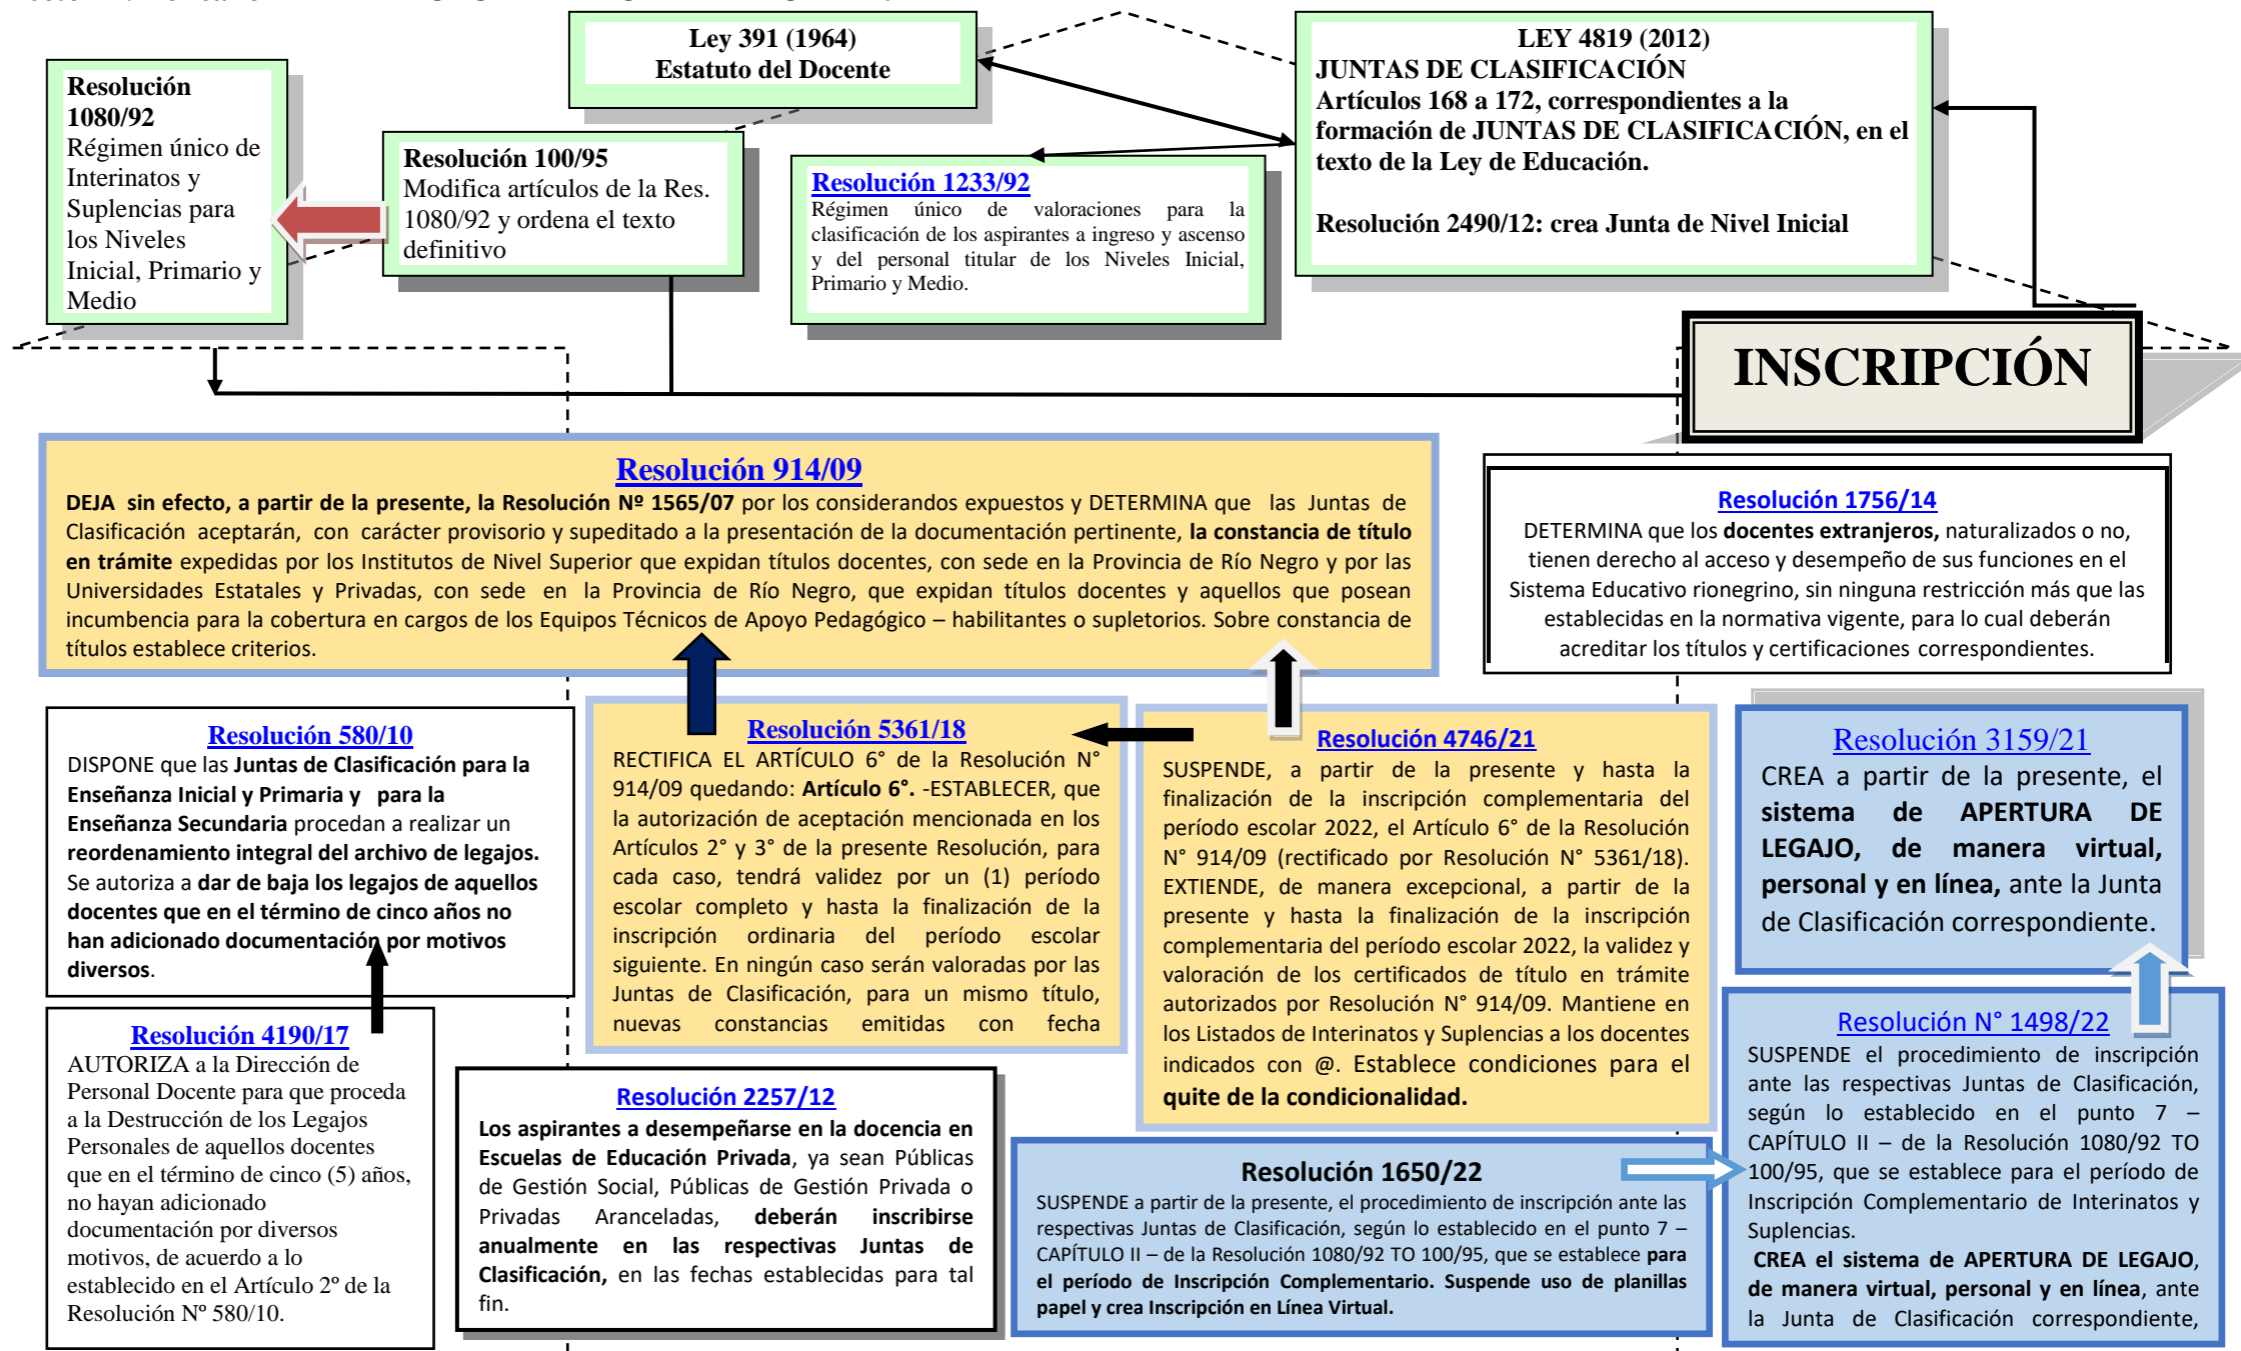 Ley 391 (1964)
Estatuto del Docente
LEY 4819 (2012)
JUNTAS DE CLASIFICACIÓN
Artículos 168 a 172, correspondientes a la
formación de JUNTAS DE CLASIFICACIÓN, en el
texto de la Ley de Educación.
Resolución 2490/12: crea Junta de Nivel Inicial
Resolución
1080/92
Régimen único de
Interinatos y
Suplencias para
los Niveles
Inicial, Primario y
Medio
Resolución 100/95
Modifica artículos de la Res.
1080/92 y ordena el texto
definitivo
Resolución 1233/92
Régimen único de valoraciones para la
clasificación de los aspirantes a ingreso y ascenso
y del personal titular de los Niveles Inicial,
Primario y Medio.
INSCRIPCIÓN
Resolución 914/09
DEJA sin efecto, a partir de la presente, la Resolución Nº 1565/07 por los considerandos expuestos y DETERMINA que las Juntas de
Clasificación aceptarán, con carácter provisorio y supeditado a la presentación de la documentación pertinente, la constancia de título
en trámite expedidas por los Institutos de Nivel Superior que expidan títulos docentes, con sede en la Provincia de Río Negro y por las
Universidades Estatales y Privadas, con sede en la Provincia de Río Negro, que expidan títulos docentes y aquellos que posean
incumbencia para la cobertura en cargos de los Equipos Técnicos de Apoyo Pedagógico – habilitantes o supletorios. Sobre constancia de
títulos establece criterios.
Resolución 1756/14
DETERMINA que los docentes extranjeros, naturalizados o no,
tienen derecho al acceso y desempeño de sus funciones en el
Sistema Educativo rionegrino, sin ninguna restricción más que las
establecidas en la normativa vigente, para lo cual deberán
acreditar los títulos y certificaciones correspondientes.
Resolución 580/10
DISPONE que las Juntas de Clasificación para la
Enseñanza Inicial y Primaria y para la
Enseñanza Secundaria procedan a realizar un
reordenamiento integral del archivo de legajos.
Se autoriza a dar de baja los legajos de aquellos
docentes que en el término de cinco años no
han adicionado documentación por motivos
diversos.
Resolución 5361/18
RECTIFICA EL ARTÍCULO 6° de la Resolución N°
914/09 quedando: Artículo 6°. -ESTABLECER, que
la autorización de aceptación mencionada en los
Artículos 2° y 3° de la presente Resolución, para
cada caso, tendrá validez por un (1) período
escolar completo y hasta la finalización de la
inscripción ordinaria del período escolar
siguiente. En ningún caso serán valoradas por las
Juntas de Clasificación, para un mismo título,
nuevas constancias emitidas con fecha
Resolución 4746/21
SUSPENDE, a partir de la presente y hasta la
finalización de la inscripción complementaria del
período escolar 2022, el Artículo 6° de la Resolución
N° 914/09 (rectificado por Resolución N° 5361/18).
EXTIENDE, de manera excepcional, a partir de la
presente y hasta la finalización de la inscripción
complementaria del período escolar 2022, la validez y
valoración de los certificados de título en trámite
autorizados por Resolución N° 914/09. Mantiene en
los Listados de Interinatos y Suplencias a los docentes
indicados con @. Establece condiciones para el
quite de la condicionalidad.
Resolución 3159/21
CREA a partir de la presente, el
sistema de APERTURA DE
LEGAJO, de manera virtual,
personal y en línea, ante la Junta
de Clasificación correspondiente.
Resolución 4190/17
AUTORIZA a la Dirección de
Personal Docente para que proceda
a la Destrucción de los Legajos
Personales de aquellos docentes
que en el término de cinco (5) años,
no hayan adicionado
documentación por diversos
motivos, de acuerdo a lo
establecido en el Artículo 2º de la
Resolución Nº 580/10.
Resolución 2257/12
Los aspirantes a desempeñarse en la docencia en
Escuelas de Educación Privada, ya sean Públicas
de Gestión Social, Públicas de Gestión Privada o
Privadas Aranceladas, deberán inscribirse
anualmente en las respectivas Juntas de
Clasificación, en las fechas establecidas para tal
fin.
Resolución 1650/22
SUSPENDE a partir de la presente, el procedimiento de inscripción ante las
respectivas Juntas de Clasificación, según lo establecido en el punto 7 –
CAPÍTULO II – de la Resolución 1080/92 TO 100/95, que se establece para
el período de Inscripción Complementario. Suspende uso de planillas
papel y crea Inscripción en Línea Virtual.
Resolución N° 1498/22
SUSPENDE el procedimiento de inscripción
ante las respectivas Juntas de Clasificación,
según lo establecido en el punto 7 –
CAPÍTULO II – de la Resolución 1080/92 TO
100/95, que se establece para el período de
Inscripción Complementario de Interinatos y
Suplencias.
CREA el sistema de APERTURA DE LEGAJO,
de manera virtual, personal y en línea, ante
la Junta de Clasificación correspondiente,